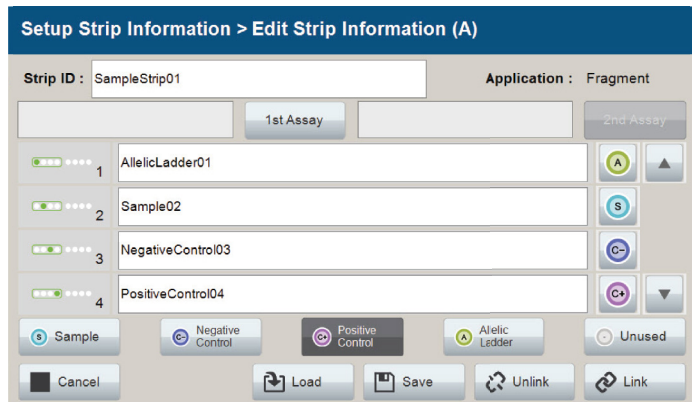 Setup Strip Information > Edit Strip Information (A)
Strip ID : SampleStrip01 Application : Fragment
1st Assay 2nd Assay
1 AllelicLadder01 A
2 Sample02 S
3 NegativeControl03 C-
4 PositiveControl04 C+
S Sample C- Negative Control C+ Positive Control A Allelic Ladder - Unused
Cancel Load Save Unlink Link